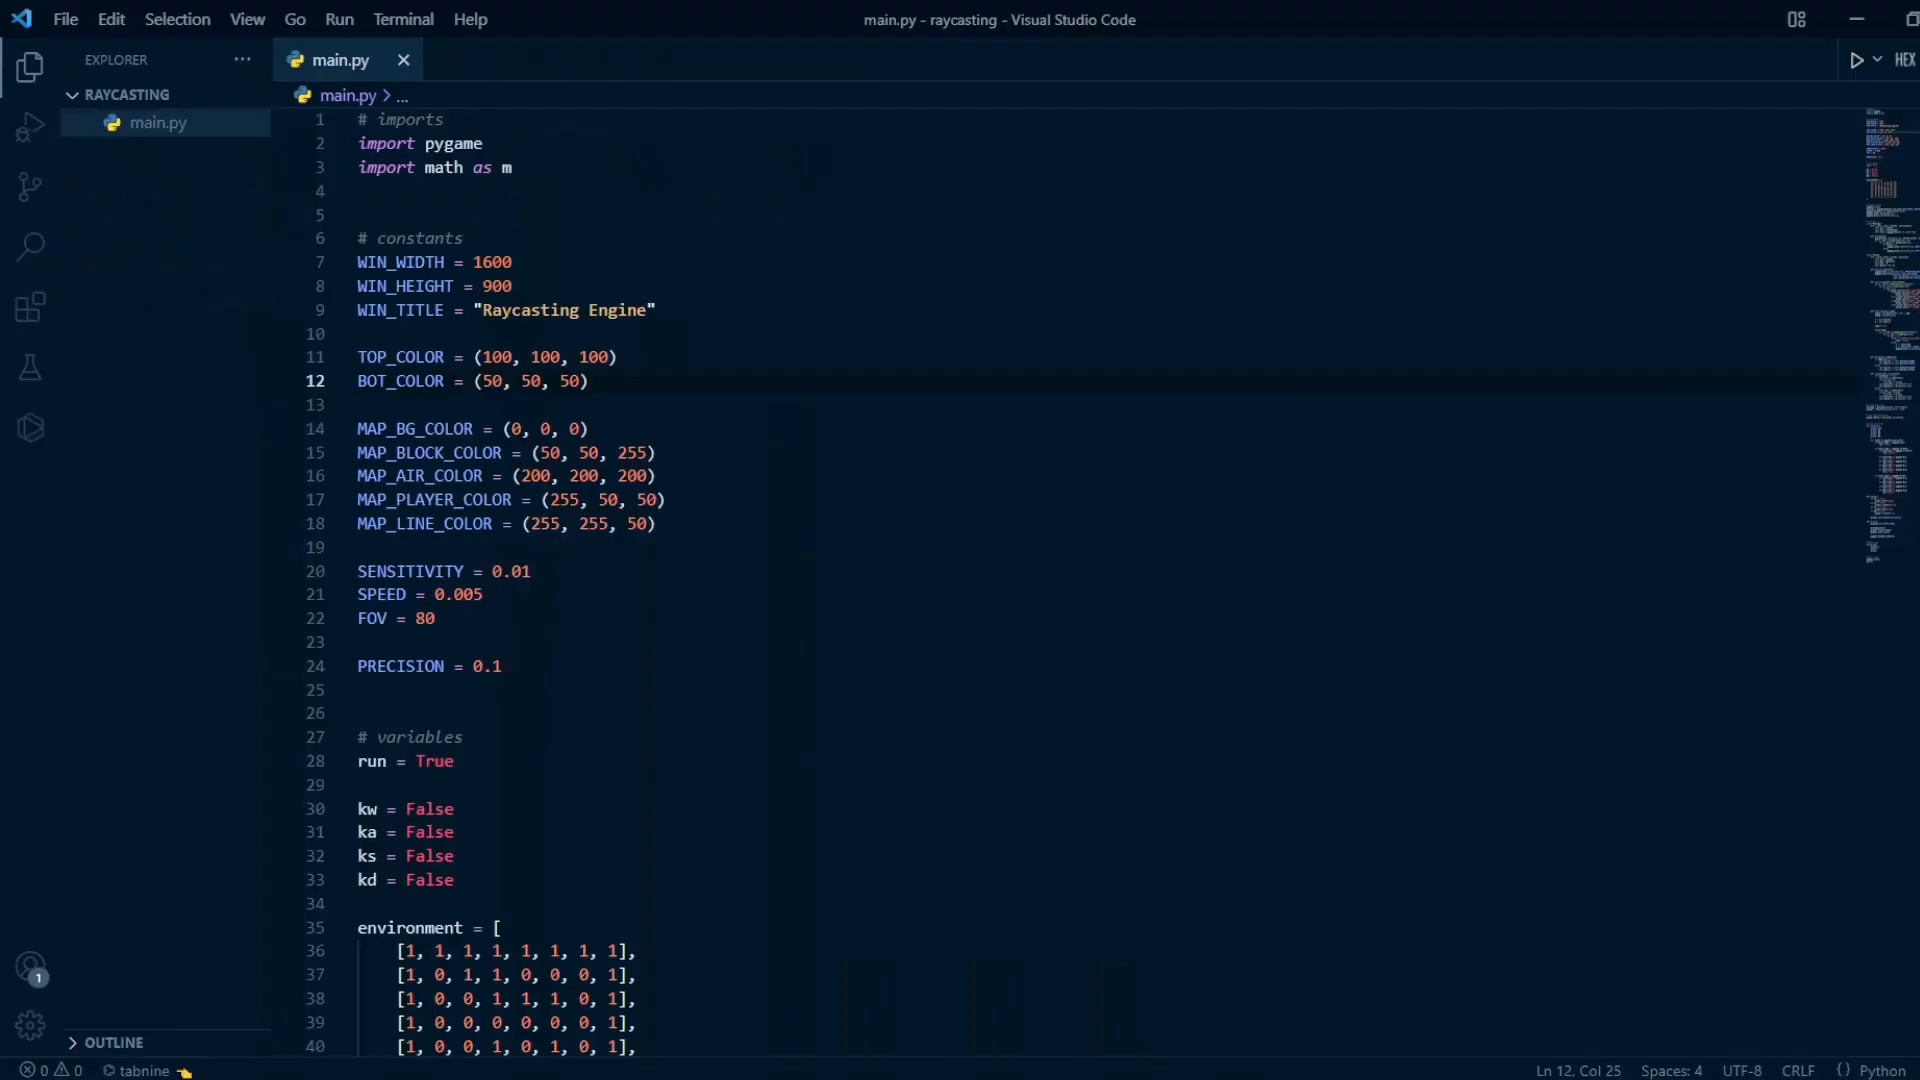 File Edit Selection View Go Run Terminal Help
main.py - raycasting - Visual Studio Code
EXPLORER ...
main.py
HEX
RAYCASTING
main.py
main.py > ...
1 # imports
2 import pygame
3 import math as m
4
5
6 # constants
7 WIN_WIDTH = 1600
8 WIN_HEIGHT = 900
9 WIN_TITLE = "Raycasting Engine"
10
11 TOP_COLOR = (100, 100, 100)
12 BOT_COLOR = (50, 50, 50)
13
14 MAP_BG_COLOR = (0, 0, 0)
15 MAP_BLOCK_COLOR = (50, 50, 255)
16 MAP_AIR_COLOR = (200, 200, 200)
17 MAP_PLAYER_COLOR = (255, 50, 50)
18 MAP_LINE_COLOR = (255, 255, 50)
19
20 SENSITIVITY = 0.01
21 SPEED = 0.005
22 FOV = 80
23
24 PRECISION = 0.1
25
26
27 # variables
28 run = True
29
30 kw = False
31 ka = False
32 ks = False
33 kd = False
34
35 environment = [
36 [1, 1, 1, 1, 1, 1, 1, 1],
37 [1, 0, 1, 1, 0, 0, 0, 1],
38 [1, 0, 0, 1, 1, 1, 0, 1],
39 [1, 0, 0, 0, 0, 0, 0, 1],
40 [1, 0, 0, 1, 0, 1, 0, 1],
1
OUTLINE
0 0 tabnine
Ln 12, Col 25 Spaces: 4 UTF-8 CRLF {} Python